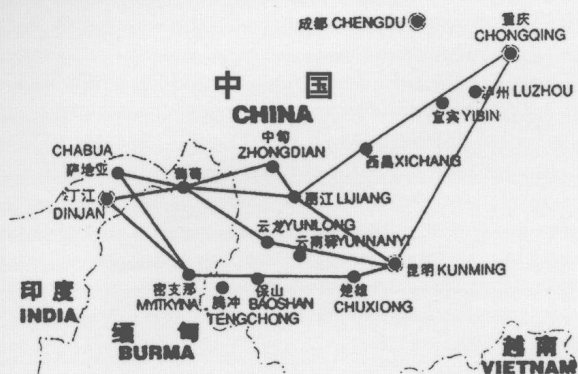 成都 CHENGDU
重庆
CHONGQING
中 国
CHINA
泸州 LUZHOU
宜宾 YIBIN
中甸
ZHONGDIAN
CHABUA
萨地亚
葡萄
西昌 XICHANG
汀江
DINJAN
丽江 LIJIANG
云龙 YUNLONG
云南驿 YUNNANYI
昆明 KUNMING
印度
INDIA
密支那
MYITKYINA
腾冲
TENGCHONG
保山
BAOSHAN
楚雄
CHUXIONG
缅甸
BURMA
越南
VIETNAM